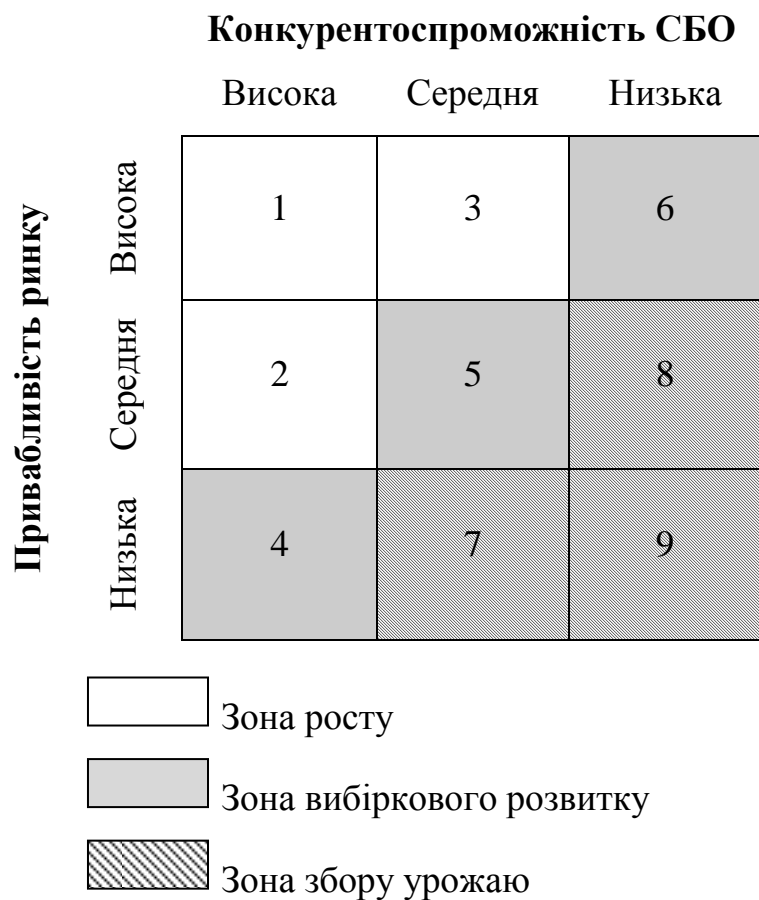 Конкурентоспроможність СБО
Висока Середня Низька
Привабливість ринку
Висока
1 3 6
Середня
2 5 8
Низька
4 7 9
Зона росту
Зона вибіркового розвитку
Зона збору урожаю